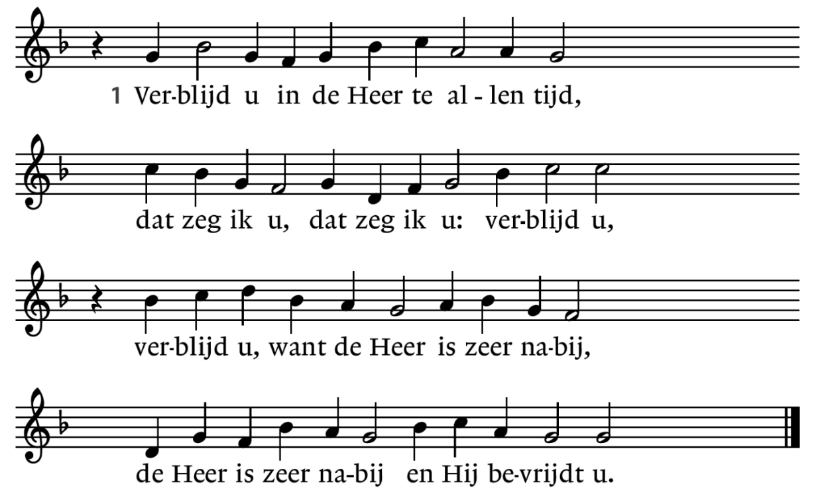 1 Ver-blijd u in de Heer te al - len tijd,
dat zeg ik u, dat zeg ik u: ver-blijd u,
ver-blijd u, want de Heer is zeer na-bij,
de Heer is zeer na-bij en Hij be-vrijdt u.